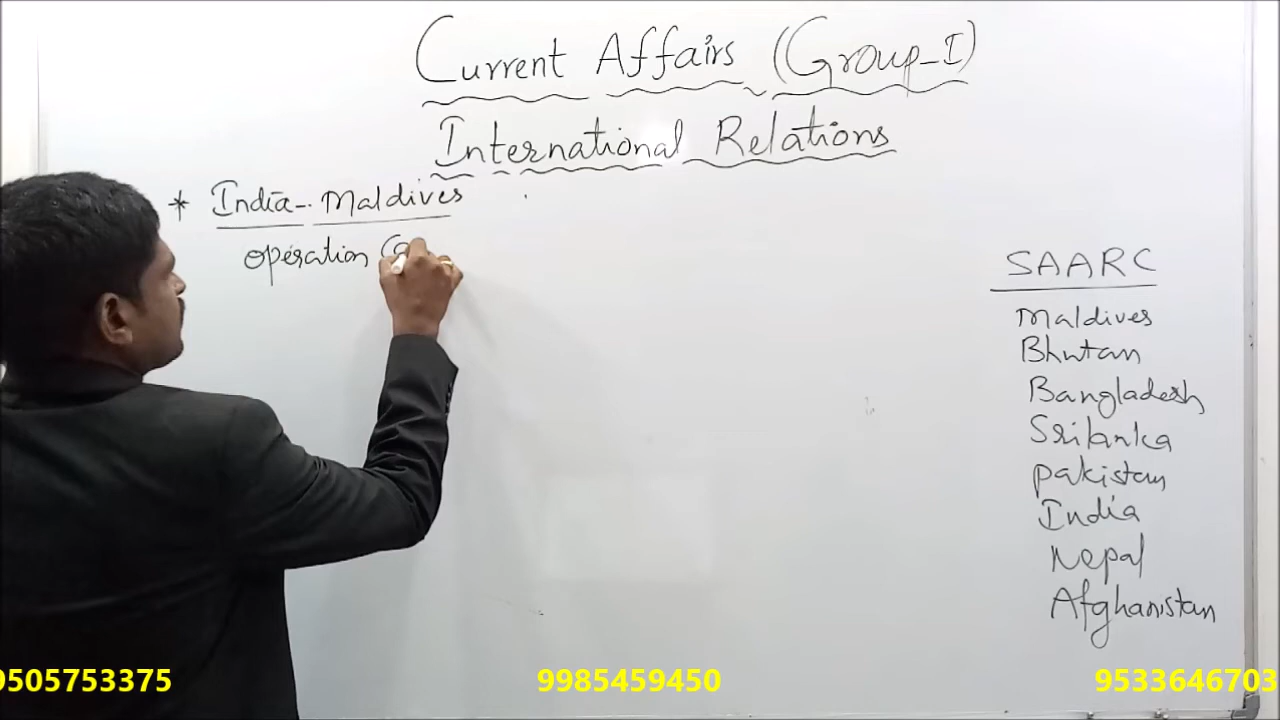 Current Affairs (Group-I)
International Relations
* India-Maldives
operation
SAARC
Maldives
Bhutan
Bangladesh
Srilanka
pakistan
India
Nepal
Afghanistan
9505753375 9985459450 9533646703